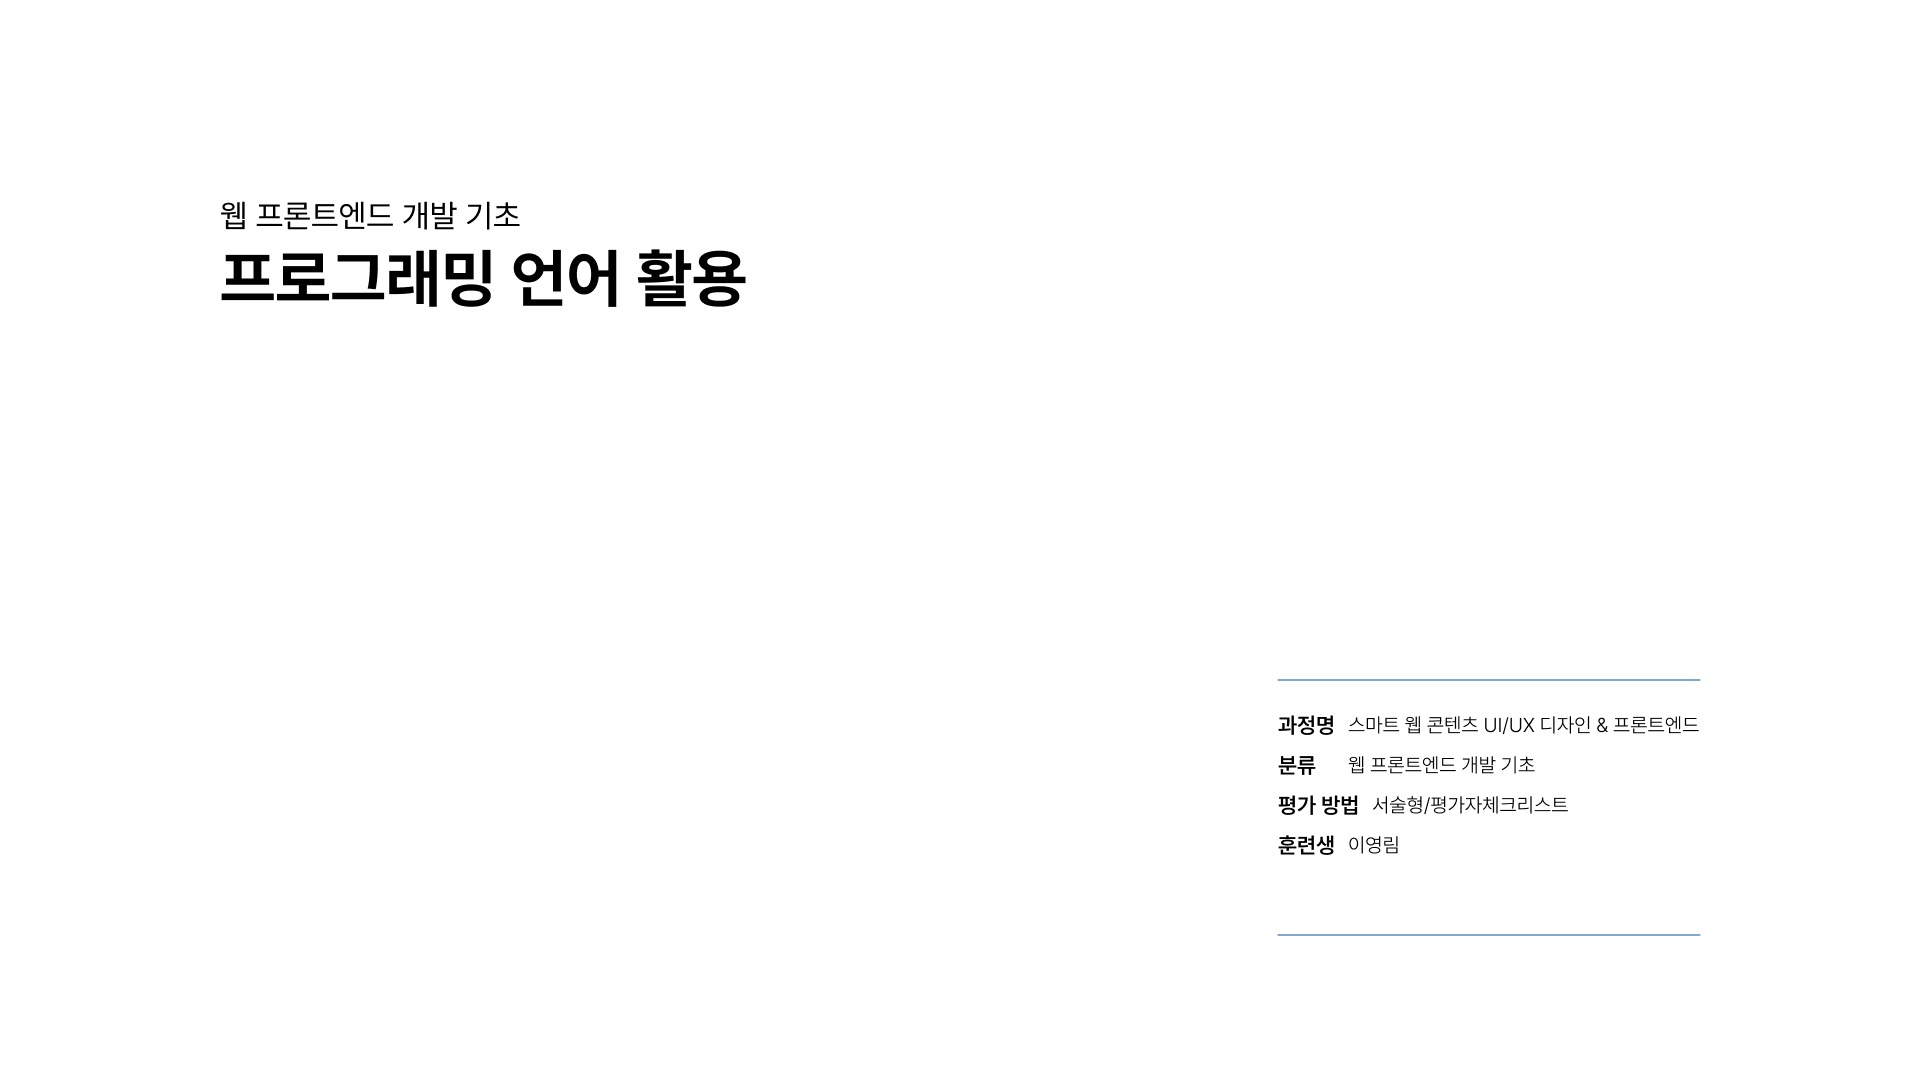 웹 프론트엔드 개발 기초
프로그래밍 언어 활용
과정명 스마트 웹 콘텐츠 UI/UX 디자인 & 프론트엔드
분류 웹 프론트엔드 개발 기초
평가 방법 서술형/평가자체크리스트
훈련생 이영림